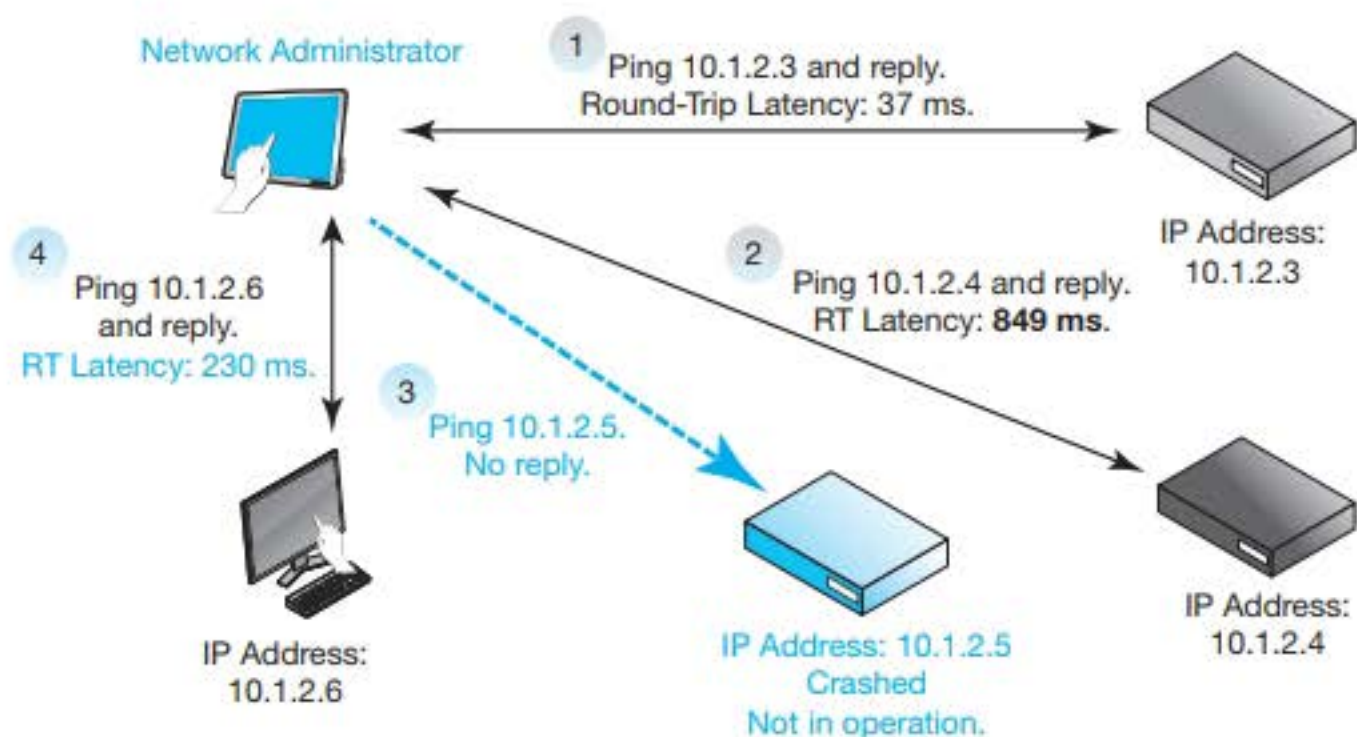 Network Administrator
1
Ping 10.1.2.3 and reply.
Round-Trip Latency: 37 ms.
IP Address:
10.1.2.3
2
Ping 10.1.2.4 and reply.
RT Latency: 849 ms.
IP Address:
10.1.2.4
3
Ping 10.1.2.5.
No reply.
IP Address: 10.1.2.5
Crashed
Not in operation.
4
Ping 10.1.2.6
and reply.
RT Latency: 230 ms.
IP Address:
10.1.2.6